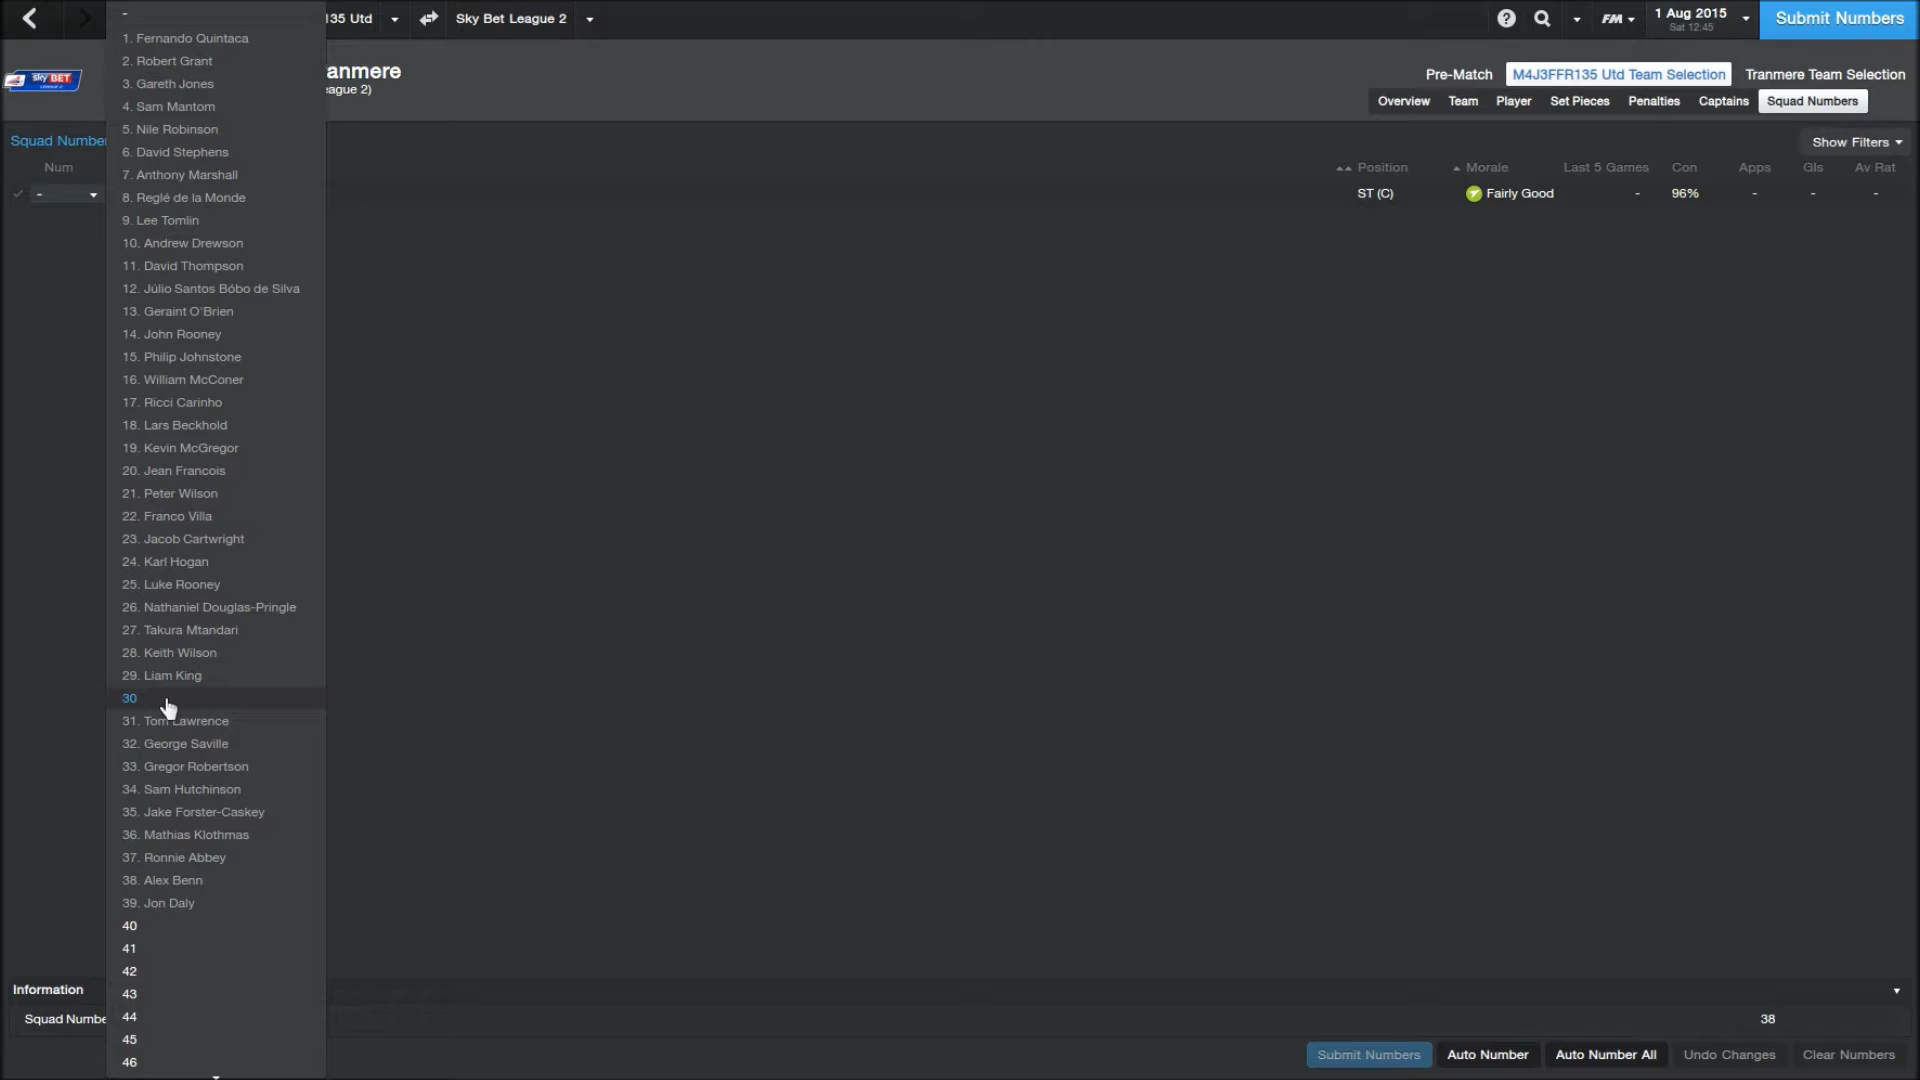 135 Utd
Sky Bet League 2
FM
1 Aug 2015
Sat 12:45
Submit Numbers
sky BET
LEAGUE 2
anmere
eague 2)
Pre-Match
M4J3FFR135 Utd Team Selection
Tranmere Team Selection
Overview
Team
Player
Set Pieces
Penalties
Captains
Squad Numbers
Squad Number
Show Filters
Num
Position
Morale
Last 5 Games
Con
Apps
Gls
Av Rat
-
ST (C)
Fairly Good
-
96%
-
-
-
-
1. Fernando Quintaca
2. Robert Grant
3. Gareth Jones
4. Sam Mantom
5. Nile Robinson
6. David Stephens
7. Anthony Marshall
8. Reglé de la Monde
9. Lee Tomlin
10. Andrew Drewson
11. David Thompson
12. Júlio Santos Bóbo de Silva
13. Geraint O'Brien
14. John Rooney
15. Philip Johnstone
16. William McConer
17. Ricci Carinho
18. Lars Beckhold
19. Kevin McGregor
20. Jean Francois
21. Peter Wilson
22. Franco Villa
23. Jacob Cartwright
24. Karl Hogan
25. Luke Rooney
26. Nathaniel Douglas-Pringle
27. Takura Mtandari
28. Keith Wilson
29. Liam King
30
31. Tom Lawrence
32. George Saville
33. Gregor Robertson
34. Sam Hutchinson
35. Jake Forster-Caskey
36. Mathias Klothmas
37. Ronnie Abbey
38. Alex Benn
39. Jon Daly
40
41
42
43
44
45
46
Information
Squad Numbe
38
Submit Numbers
Auto Number
Auto Number All
Undo Changes
Clear Numbers